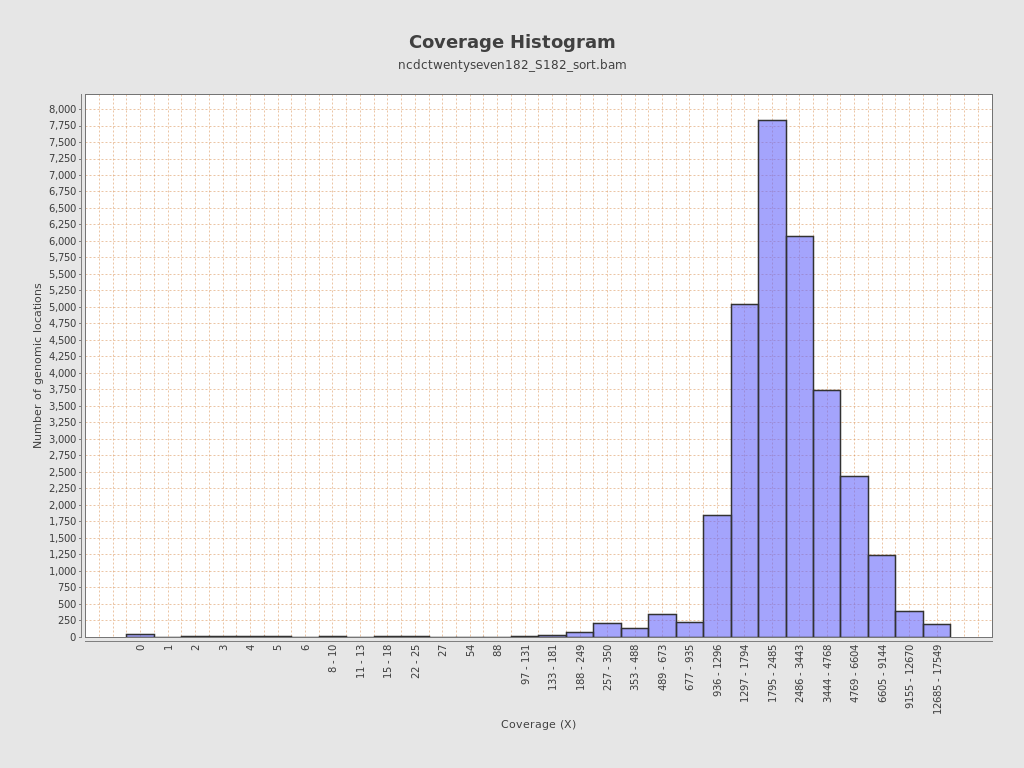 Coverage Histogram
ncdctwentyseven182_S182_sort.bam
8,000
7,750
7,500
7,250
7,000
6,750
6,500
6,250
6,000
5,750
5,500
5,250
5,000
4,750
4,500
4,250
4,000
3,750
3,500
3,250
3,000
2,750
2,500
2,250
2,000
1,750
1,500
1,250
1,000
750
500
250
0
Number of genomic locations
0
1
2
3
4
5
6
8 - 10
11 - 13
15 - 18
22 - 25
27
54
88
97 - 131
133 - 181
188 - 249
257 - 350
353 - 488
489 - 673
677 - 935
936 - 1296
1297 - 1794
1795 - 2485
2486 - 3443
3444 - 4768
4769 - 6604
6605 - 9144
9155 - 12670
12685 - 17549
Coverage (X)